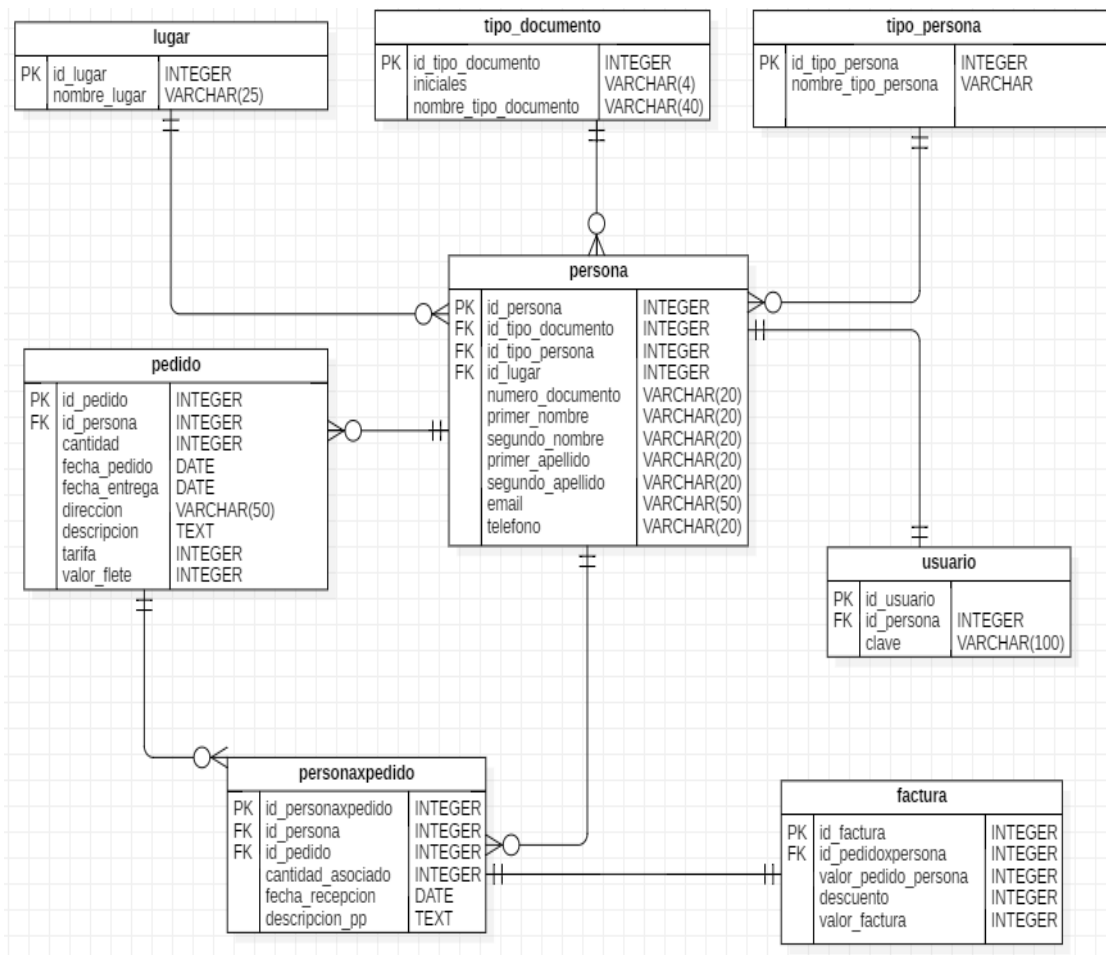 lugar
PK id_lugar INTEGER
nombre_lugar VARCHAR(25)
tipo_documento
PK id_tipo_documento INTEGER
iniciales VARCHAR(4)
nombre_tipo_documento VARCHAR(40)
tipo_persona
PK id_tipo_persona INTEGER
nombre_tipo_persona VARCHAR
persona
PK id_persona INTEGER
FK id_tipo_documento INTEGER
FK id_tipo_persona INTEGER
FK id_lugar INTEGER
numero_documento VARCHAR(20)
primer_nombre VARCHAR(20)
segundo_nombre VARCHAR(20)
primer_apellido VARCHAR(20)
segundo_apellido VARCHAR(20)
email VARCHAR(50)
telefono VARCHAR(20)
pedido
PK id_pedido INTEGER
FK id_persona INTEGER
cantidad INTEGER
fecha_pedido DATE
fecha_entrega DATE
direccion VARCHAR(50)
descripcion TEXT
tarifa INTEGER
valor_flete INTEGER
usuario
PK id_usuario
FK id_persona INTEGER
clave VARCHAR(100)
personaxpedido
PK id_personaxpedido INTEGER
FK id_persona INTEGER
FK id_pedido INTEGER
cantidad_asociado INTEGER
fecha_recepcion DATE
descripcion_pp TEXT
factura
PK id_factura INTEGER
FK id_pedidoxpersona INTEGER
valor_pedido_persona INTEGER
descuento INTEGER
valor_factura INTEGER